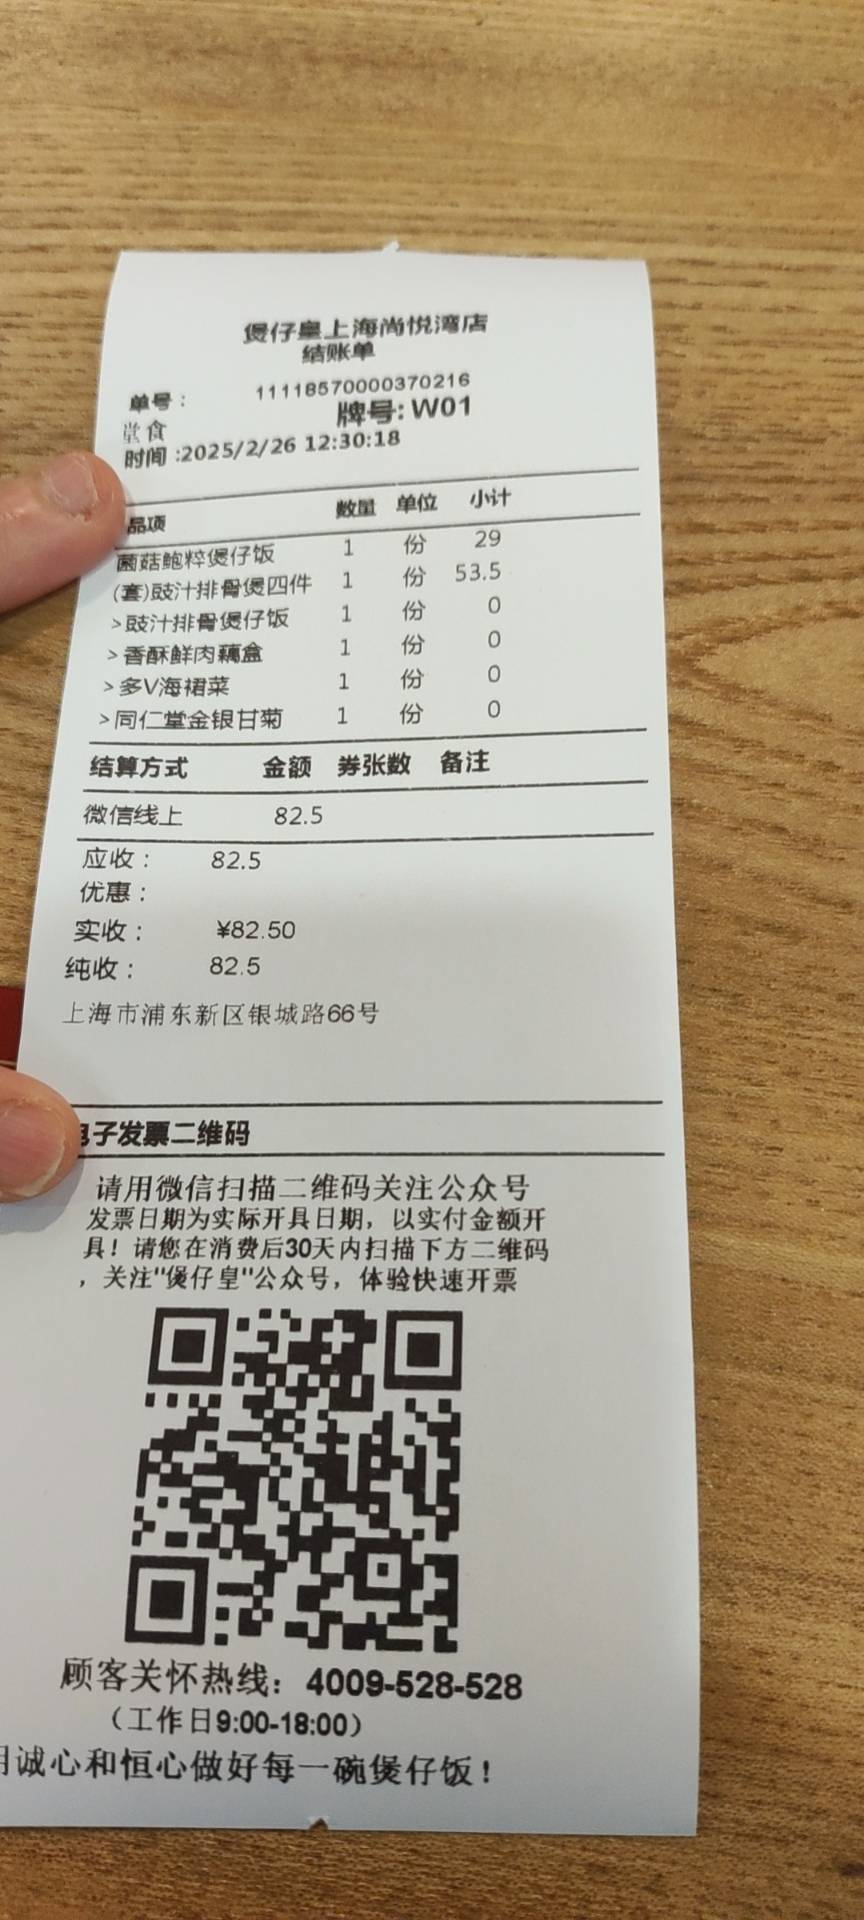 煲仔皇上海尚悦湾店
结账单
单号： 11118570000370216
堂食 牌号: W01
时间 :2025/2/26 12:30:18
品项 数量 单位 小计
菌菇鲍粹煲仔饭 1 份 29
(套)豉汁排骨煲四件 1 份 53.5
>豉汁排骨煲仔饭 1 份 0
>香酥鲜肉藕盒 1 份 0
>多V海裙菜 1 份 0
>同仁堂金银甘菊 1 份 0
结算方式 金额 券张数 备注
微信线上 82.5
应收： 82.5
优惠：
实收： ¥82.50
纯收： 82.5
上海市浦东新区银城路66号
电子发票二维码
请用微信扫描二维码关注公众号
发票日期为实际开具日期，以实付金额开
具！请您在消费后30天内扫描下方二维码
，关注"煲仔皇"公众号，体验快速开票
顾客关怀热线：4009-528-528
（工作日9:00-18:00）
用诚心和恒心做好每一碗煲仔饭！